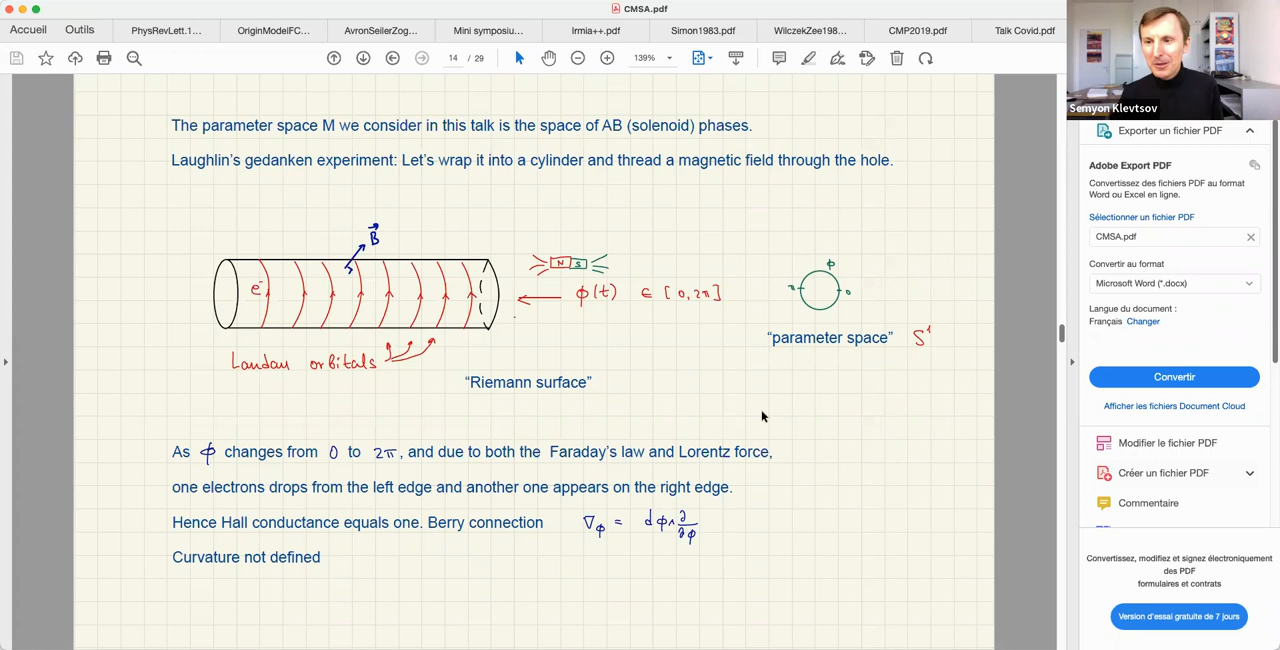 CMSA.pdf
Accueil Outils PhysRevLett.1... OriginModelFC... AvronSeilerZog... Mini symposiu... Irmia++.pdf Simon1983.pdf WilczekZee198... CMP2019.pdf Talk Covid.pdf
14 / 29 139%
Semyon Klevtsov
The parameter space M we consider in this talk is the space of AB (solenoid) phases.
Laughlin's gedanken experiment: Let's wrap it into a cylinder and thread a magnetic field through the hole.
B
e⁻
N S
ϕ(t) ∈ [0, 2π]
ϕ
π 0
"parameter space" S¹
Landau orbitals
"Riemann surface"
As ϕ changes from 0 to 2π, and due to both the Faraday's law and Lorentz force,
one electrons drops from the left edge and another one appears on the right edge.
Hence Hall conductance equals one. Berry connection ∇ϕ = dϕ∧ ∂/∂ϕ
Curvature not defined
Exporter un fichier PDF
Adobe Export PDF
Convertissez des fichiers PDF au format
Word ou Excel en ligne.
Sélectionner un fichier PDF
CMSA.pdf
Convertir au format
Microsoft Word (*.docx)
Langue du document :
Français Changer
Convertir
Afficher les fichiers Document Cloud
Modifier le fichier PDF
Créer un fichier PDF
Commentaire
Convertissez, modifiez et signez électroniquement
des PDF
formulaires et contrats
Version d'essai gratuite de 7 jours